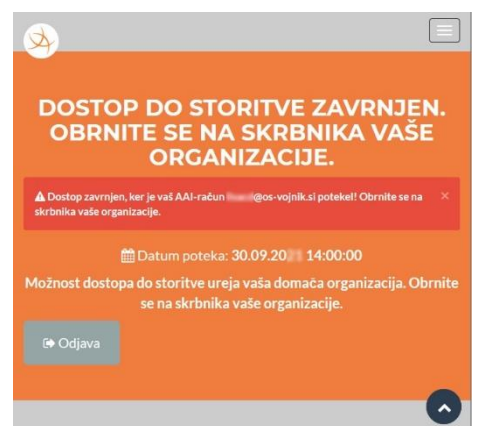 DOSTOP DO STORITVE ZAVRNJEN.
OBRNITE SE NA SKRBNIKA VAŠE
ORGANIZACIJE.
Dostop zavrnjen, ker je vaš AAI-račun @os-vojnik.si potekel! Obrnite se na
skrbnika vaše organizacije.
Datum poteka: 30.09.20 14:00:00
Možnost dostopa do storitve ureja vaša domača organizacija. Obrnite
se na skrbnika vaše organizacije.
Odjava